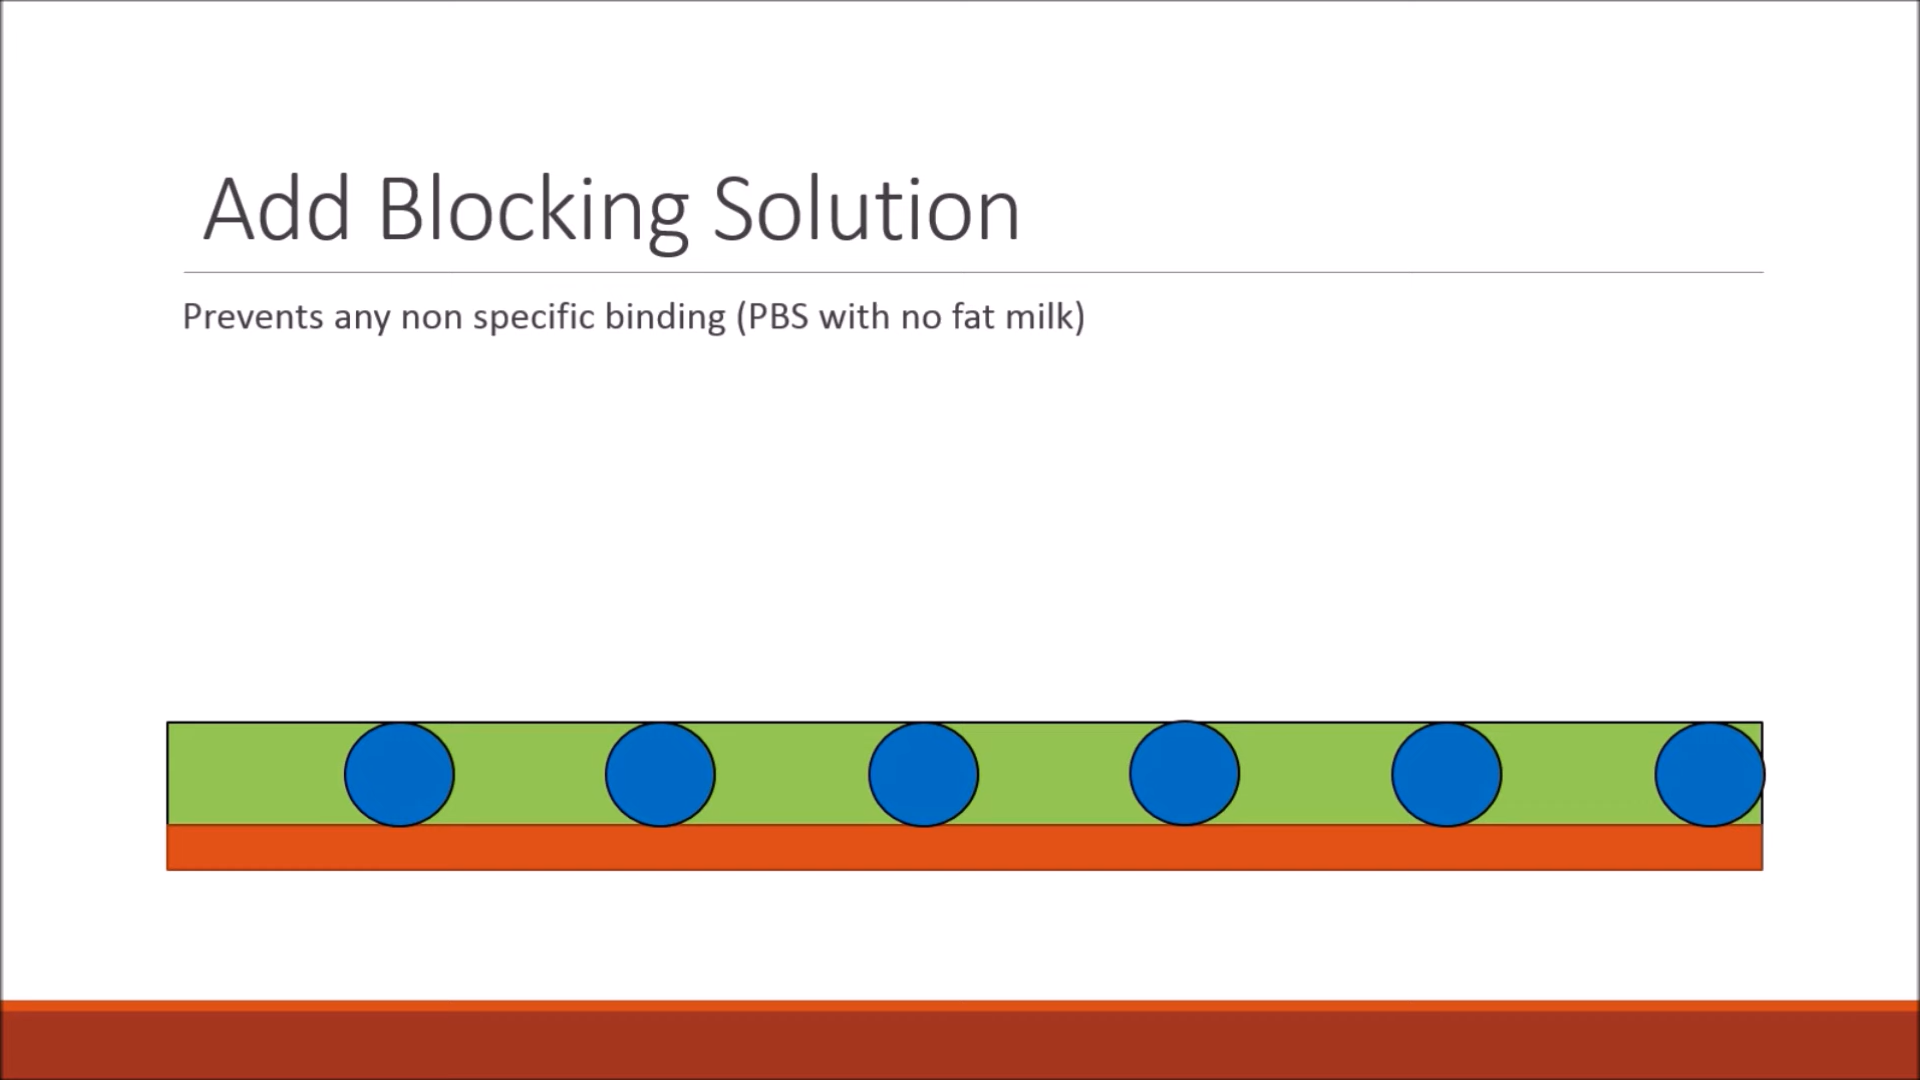 Add Blocking Solution
Prevents any non specific binding (PBS with no fat milk)